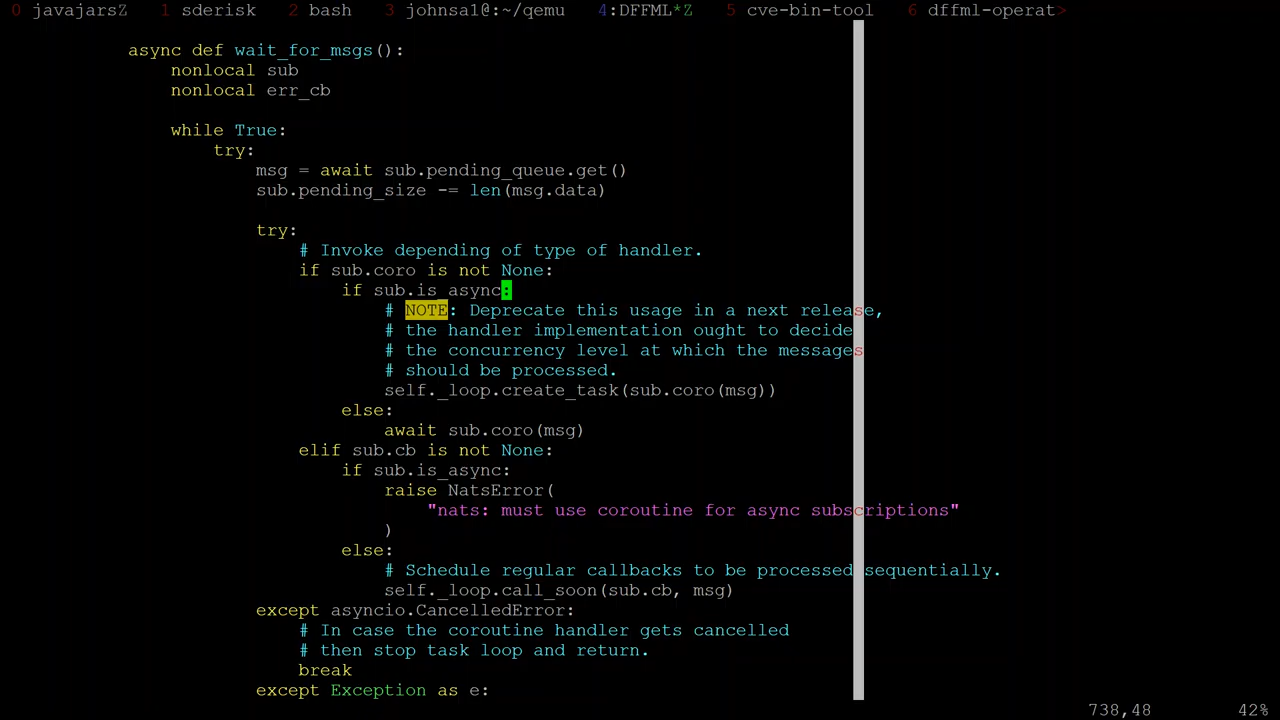 0 javajarsZ 1 sderisk 2 bash 3 johnsa1@:~/qemu 4:DFFML*Z 5 cve-bin-tool 6 dffml-operat>
async def wait_for_msgs():
nonlocal sub
nonlocal err_cb
while True:
try:
msg = await sub.pending_queue.get()
sub.pending_size -= len(msg.data)
try:
# Invoke depending of type of handler.
if sub.coro is not None:
if sub.is_async:
# NOTE: Deprecate this usage in a next release,
# the handler implementation ought to decide
# the concurrency level at which the messages
# should be processed.
self._loop.create_task(sub.coro(msg))
else:
await sub.coro(msg)
elif sub.cb is not None:
if sub.is_async:
raise NatsError(
"nats: must use coroutine for async subscriptions"
)
else:
# Schedule regular callbacks to be processed sequentially.
self._loop.call_soon(sub.cb, msg)
except asyncio.CancelledError:
# In case the coroutine handler gets cancelled
# then stop task loop and return.
break
except Exception as e:
738,48 42%